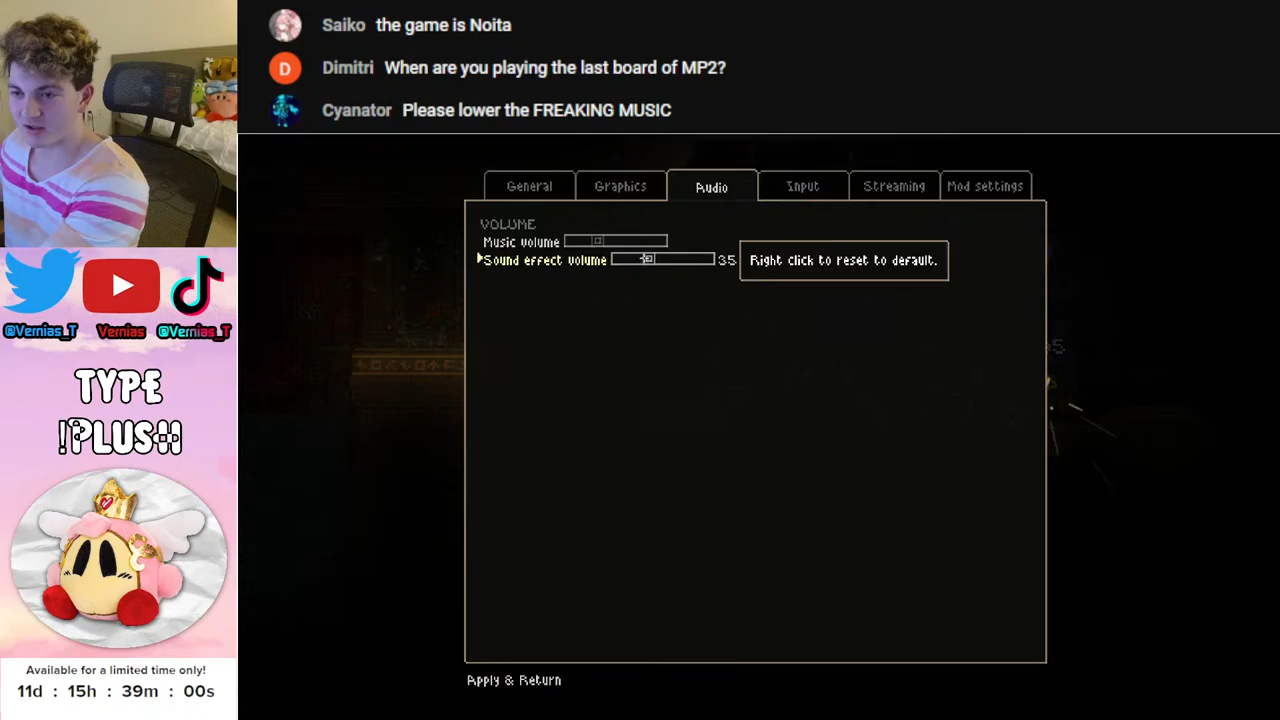 Saiko the game is Noita
D Dimitri When are you playing the last board of MP2?
Cyanator Please lower the FREAKING MUSIC
General Graphics Audio Input Streaming Mod settings
VOLUME
Music volume
Sound effect volume 35 Right click to reset to default.
Apply & Return
@Vernias_T Vernias @Vernias_T
TYPE
!PLUSH
Available for a limited time only!
11d : 15h : 39m : 00s